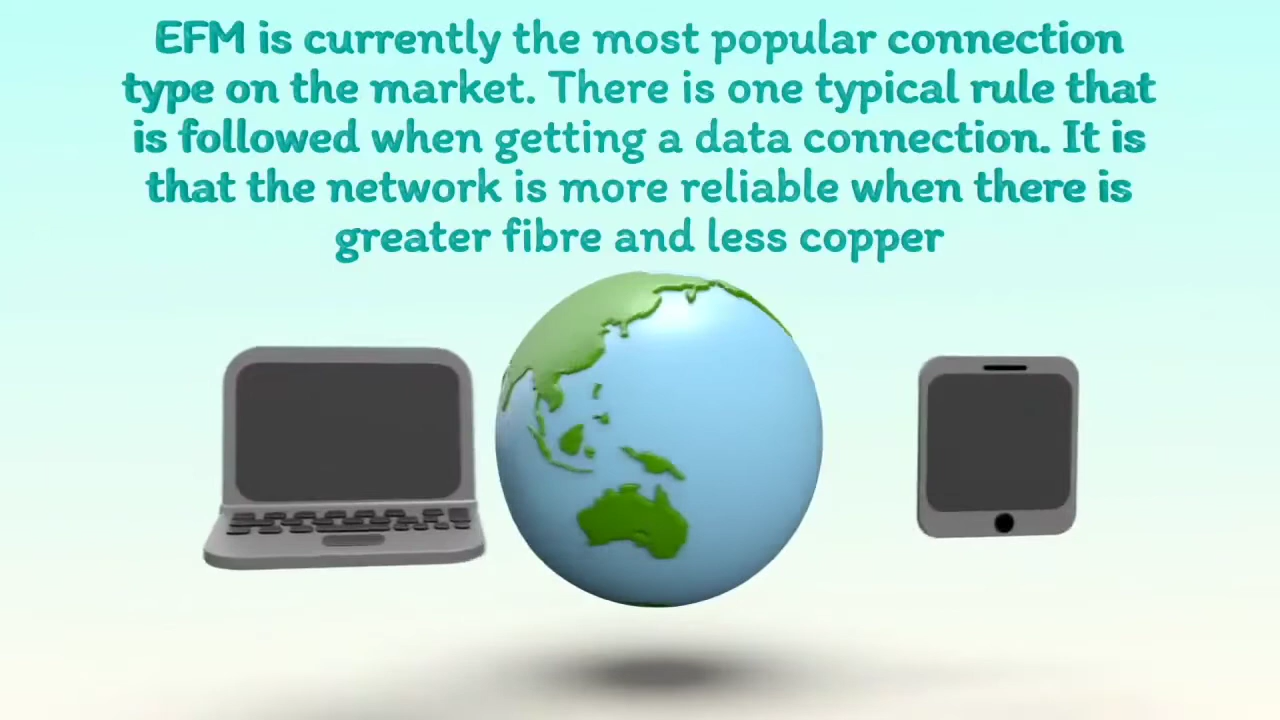 EFM is currently the most popular connection
type on the market. There is one typical rule that
is followed when getting a data connection. It is
that the network is more reliable when there is
greater fibre and less copper